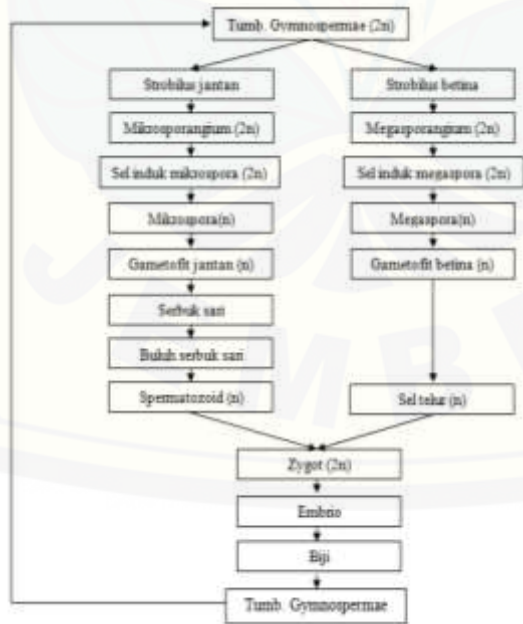 Tumb. Gymnospermae (2n)
Strobilus jantan
Strobilus betina
Mikrosporangium (2n)
Megasporangium (2n)
Sel induk mikrospora (2n)
Sel induk megaspora (2n)
Mikrospora(n)
Megaspora(n)
Gametofit jantan (n)
Gametofit betina (n)
Serbuk sari
Buluh serbuk sari
Spermatozoid (n)
Sel telur (n)
Zygot (2n)
Embrio
Biji
Tumb. Gymnospermae